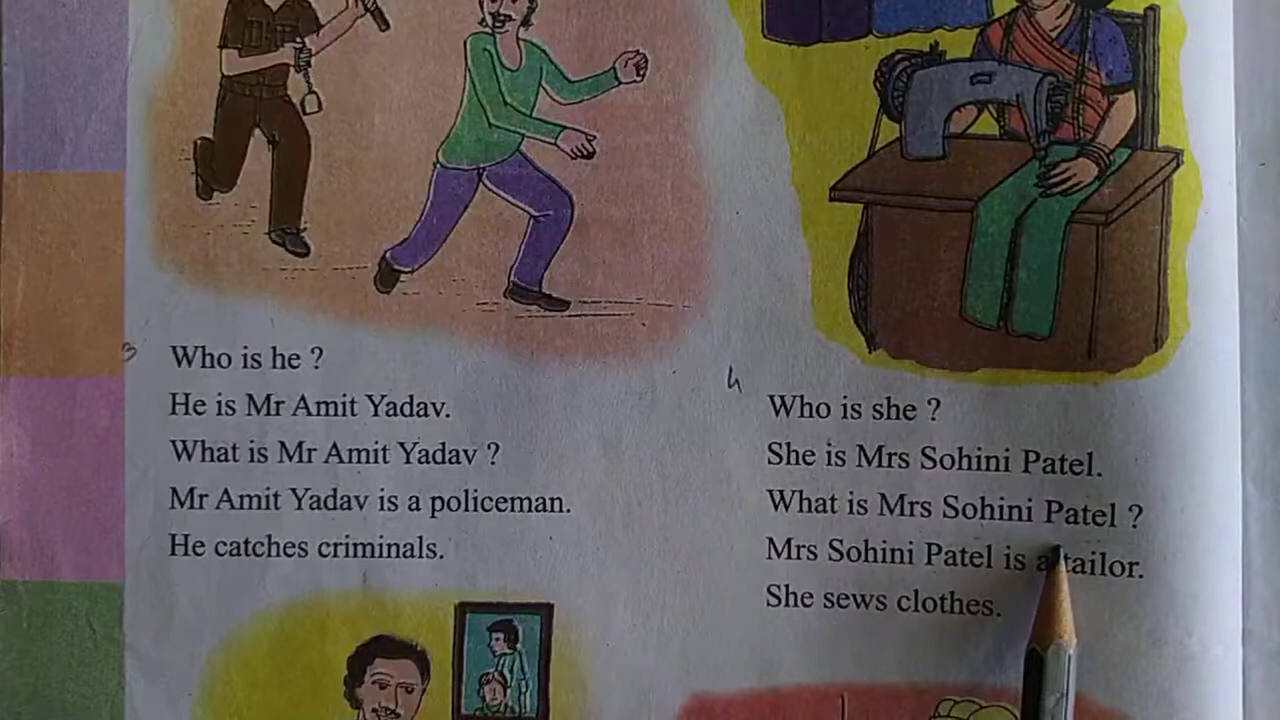 3
Who is he ?
He is Mr Amit Yadav.
What is Mr Amit Yadav ?
Mr Amit Yadav is a policeman.
He catches criminals.
4
Who is she ?
She is Mrs Sohini Patel.
What is Mrs Sohini Patel ?
Mrs Sohini Patel is a tailor.
She sews clothes.